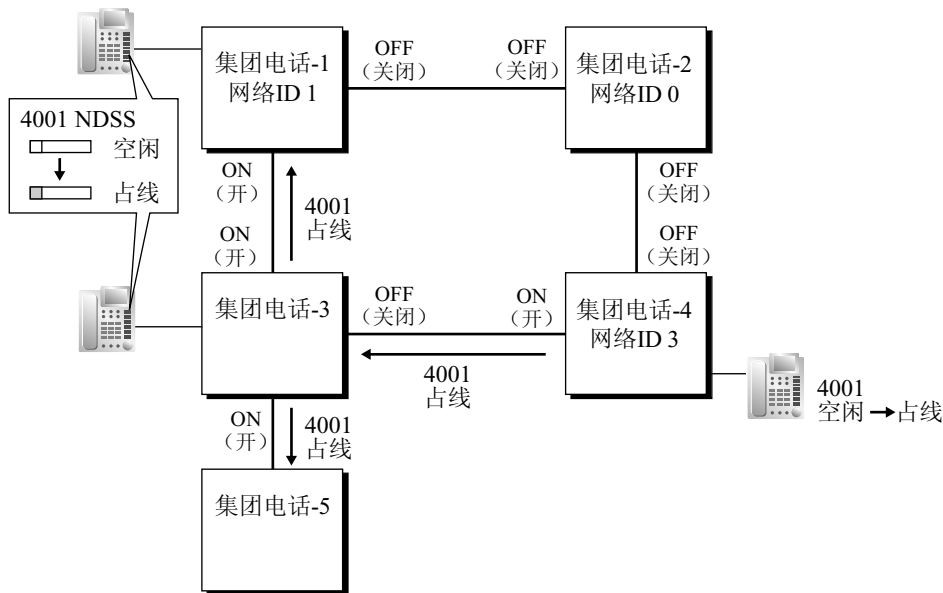 集团电话-1
网络ID 1
OFF
(关闭)
OFF
(关闭)
集团电话-2
网络ID 0
4001 NDSS
空闲
占线
ON
(开)
4001
占线
OFF
(关闭)
ON
(开)
OFF
(关闭)
集团电话-3
OFF
(关闭)
ON
(开)
集团电话-4
网络ID 3
4001
占线
4001
空闲→占线
ON
(开)
4001
占线
集团电话-5